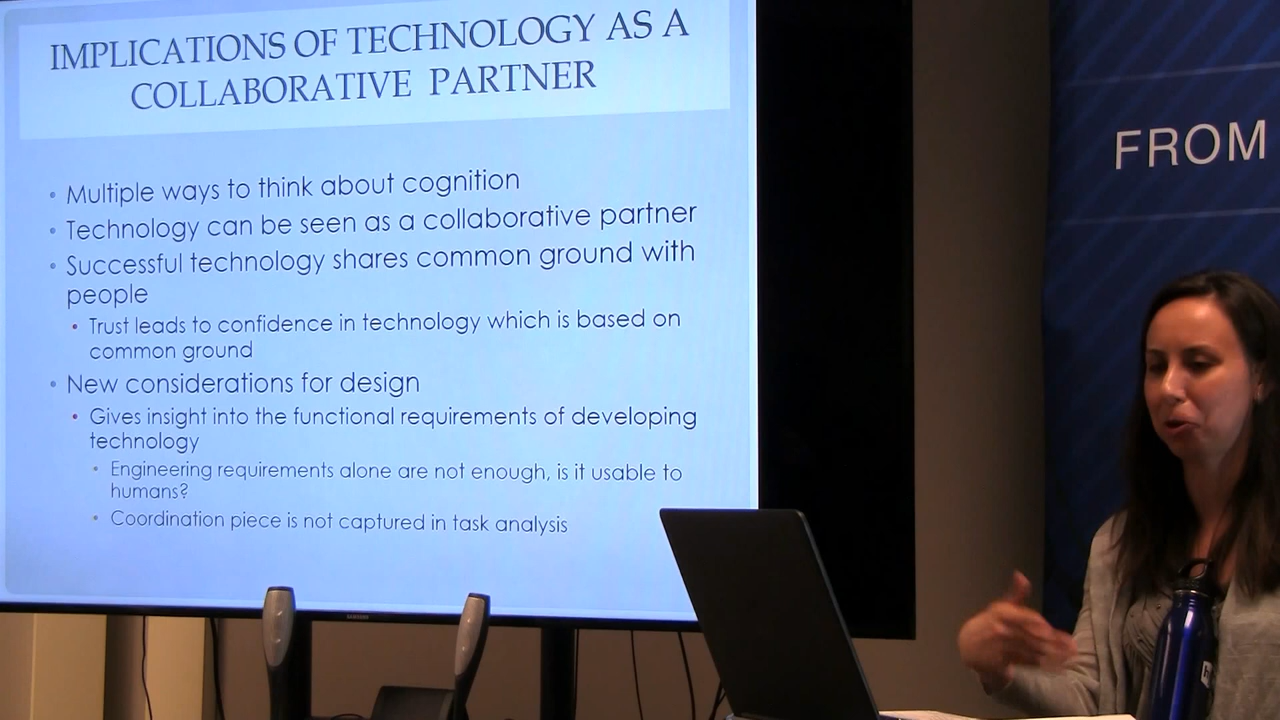 IMPLICATIONS OF TECHNOLOGY AS A
COLLABORATIVE PARTNER
• Multiple ways to think about cognition
• Technology can be seen as a collaborative partner
• Successful technology shares common ground with
people
• Trust leads to confidence in technology which is based on
common ground
• New considerations for design
• Gives insight into the functional requirements of developing
technology
• Engineering requirements alone are not enough, is it usable to
humans?
• Coordination piece is not captured in task analysis
SAMSUNG
FROM